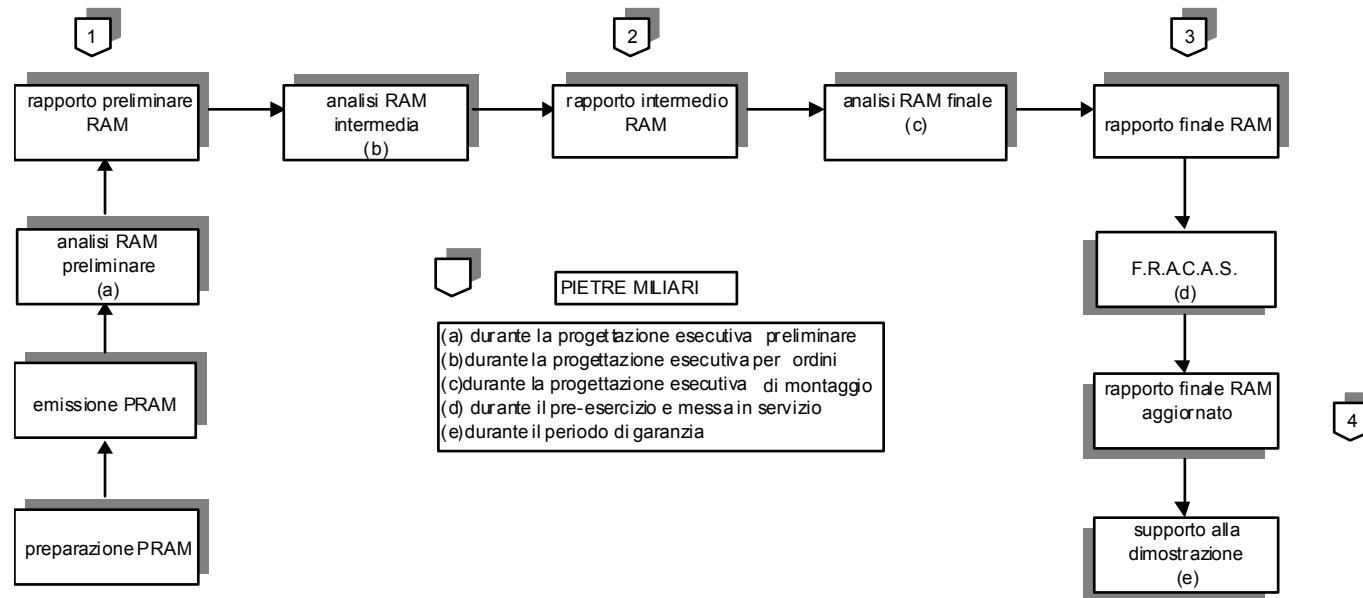 1
2
3
rapporto preliminare
RAM
analisi RAM
intermedia
(b)
rapporto intermedio
RAM
analisi RAM finale
(c)
rapporto finale RAM
analisi RAM
preliminare
(a)
F.R.A.C.A.S.
(d)
PIETRE MILIARI
(a) durante la progettazione esecutiva preliminare
(b)durante la progettazione esecutiva per ordini
(c)durante la progettazione esecutiva di montaggio
(d) durante il pre-esercizio e messa in servizio
(e)durante il periodo di garanzia
emissione PRAM
rapporto finale RAM
aggiornato
4
preparazione PRAM
supporto alla
dimostrazione
(e)